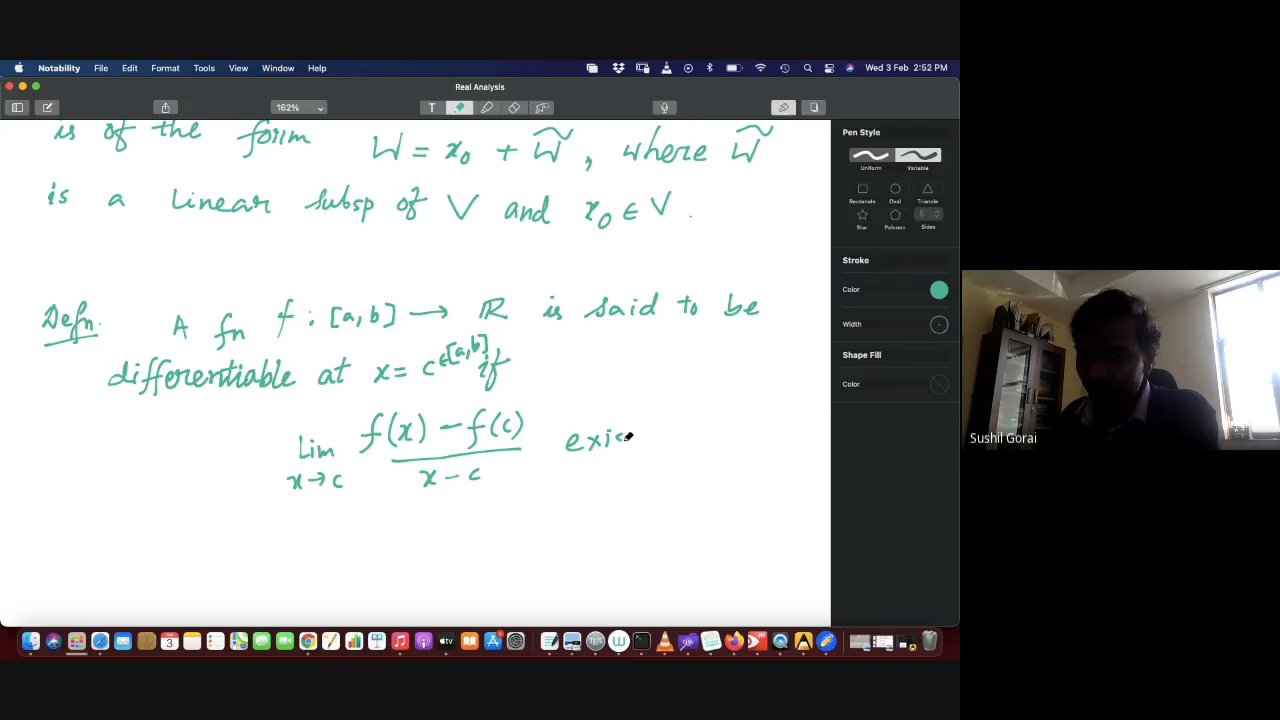 Notability File Edit Format Tools View Window Help Wed 3 Feb 2:52 PM
Real Analysis
162%
T
is of the form W = x₀ + W̃, where W̃
is a linear subsp of V and x₀ ∈ V.
Defn. A fn f : [a, b] → ℝ is said to be
differentiable at x = c ∈ [a, b] if
lim x→c f(x) − f(c) / x − c exis
Pen Style
Uniform Variable
Rectangle Oval Triangle
Star Polygon Sides
Stroke
Color
Width
Shape Fill
Color
Sushil Gorai